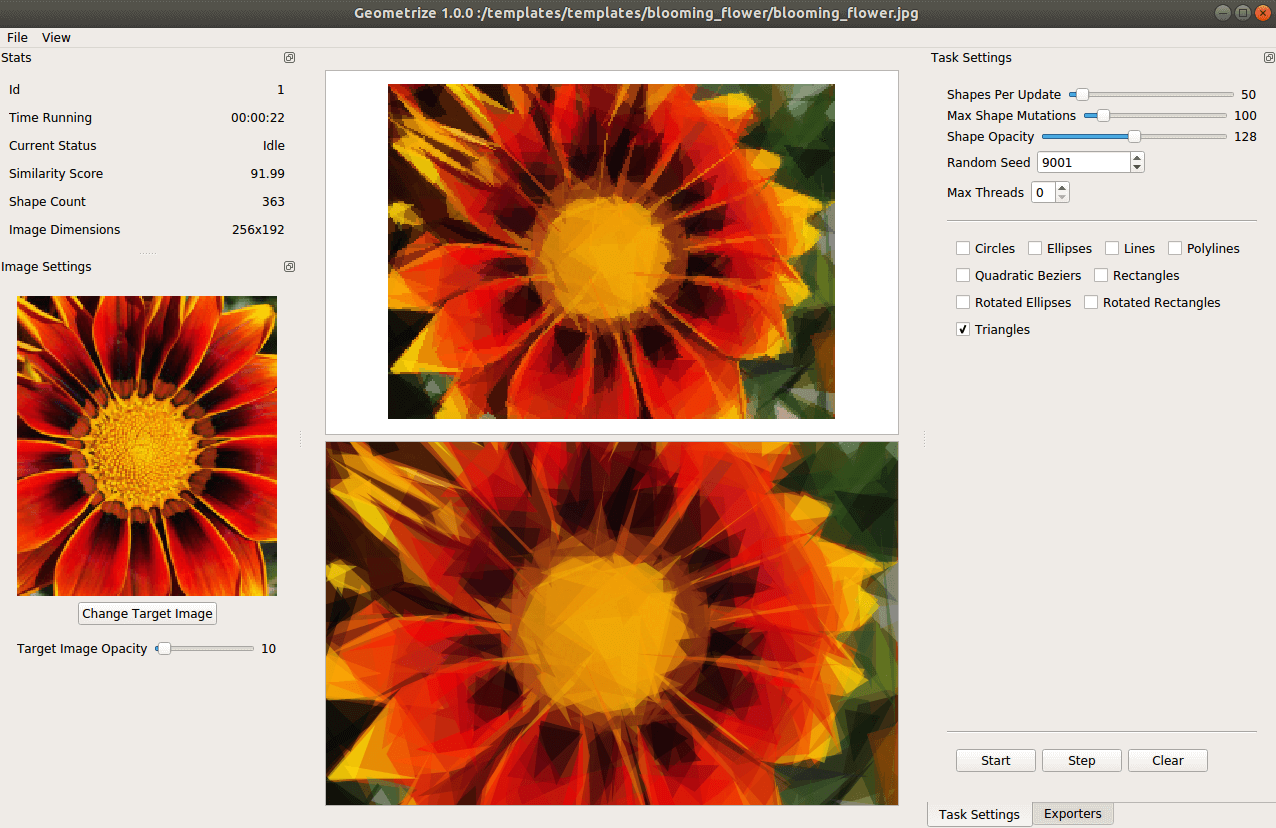 Geometrize 1.0.0 :/templates/templates/blooming_flower/blooming_flower.jpg
File View
Stats
Id 1
Time Running 00:00:22
Current Status Idle
Similarity Score 91.99
Shape Count 363
Image Dimensions 256x192
Image Settings
Change Target Image
Target Image Opacity 10
Task Settings
Shapes Per Update 50
Max Shape Mutations 100
Shape Opacity 128
Random Seed 9001
Max Threads 0
Circles Ellipses Lines Polylines
Quadratic Beziers Rectangles
Rotated Ellipses Rotated Rectangles
Triangles
Start Step Clear
Task Settings Exporters